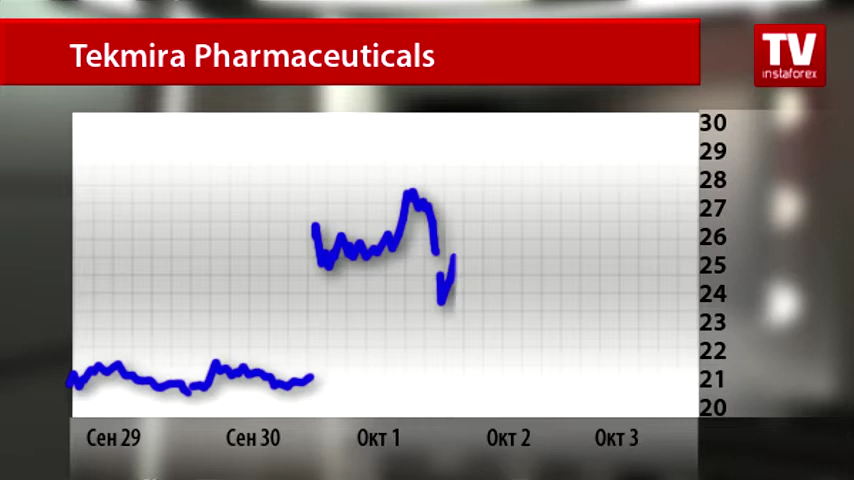 Tekmira Pharmaceuticals
TV
instaforex
30
29
28
27
26
25
24
23
22
21
20
Сен 29
Сен 30
Окт 1
Окт 2
Окт 3